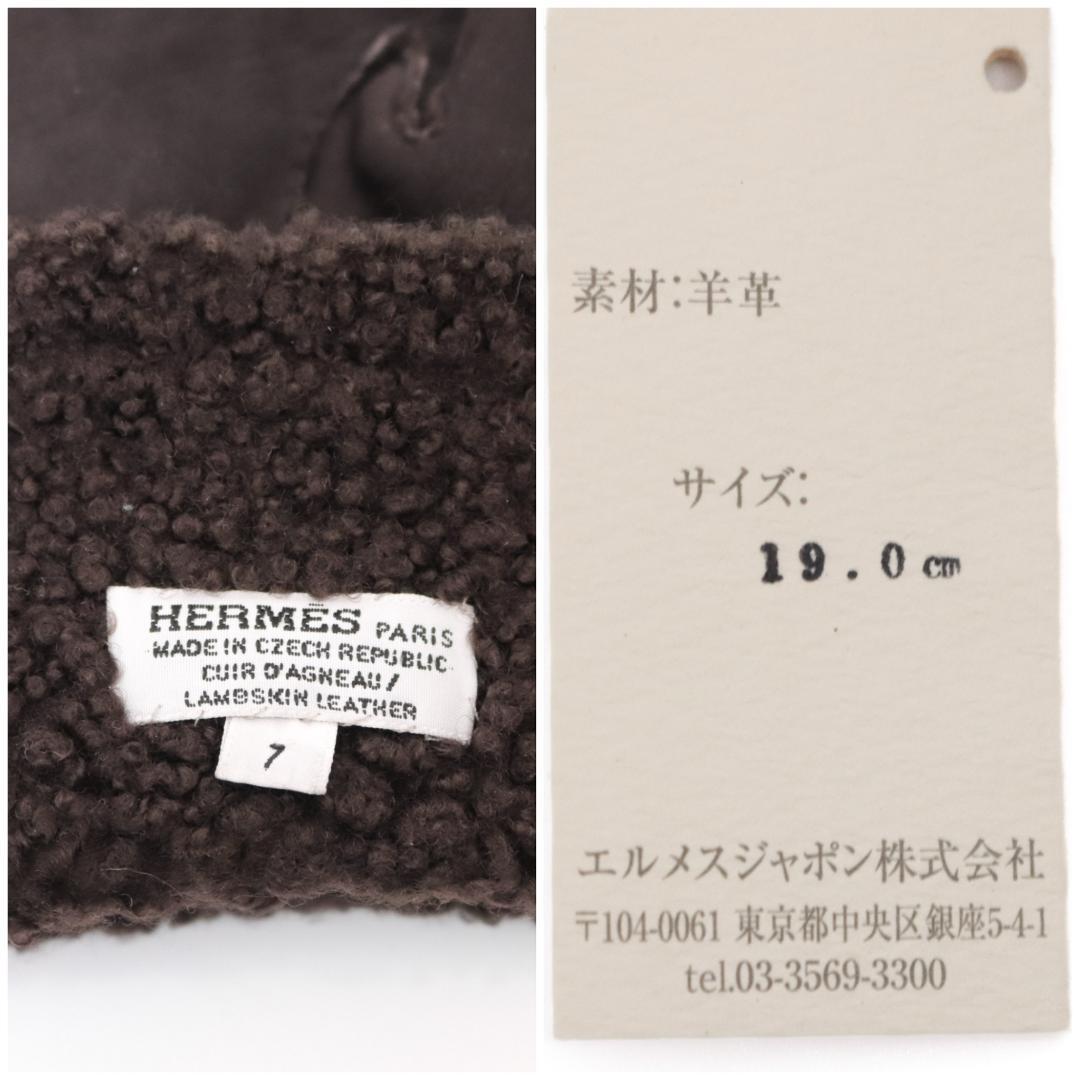 HERMÈS PARIS
MADE IN CZECH REPUBLIC
CUIR D'AGNEAU/
LAMBSKIN LEATHER
7
素材:羊革
サイズ:
19.0cm
エルメスジャポン株式会社
〒104-0061 東京都中央区銀座5-4-1
tel.03-3569-3300